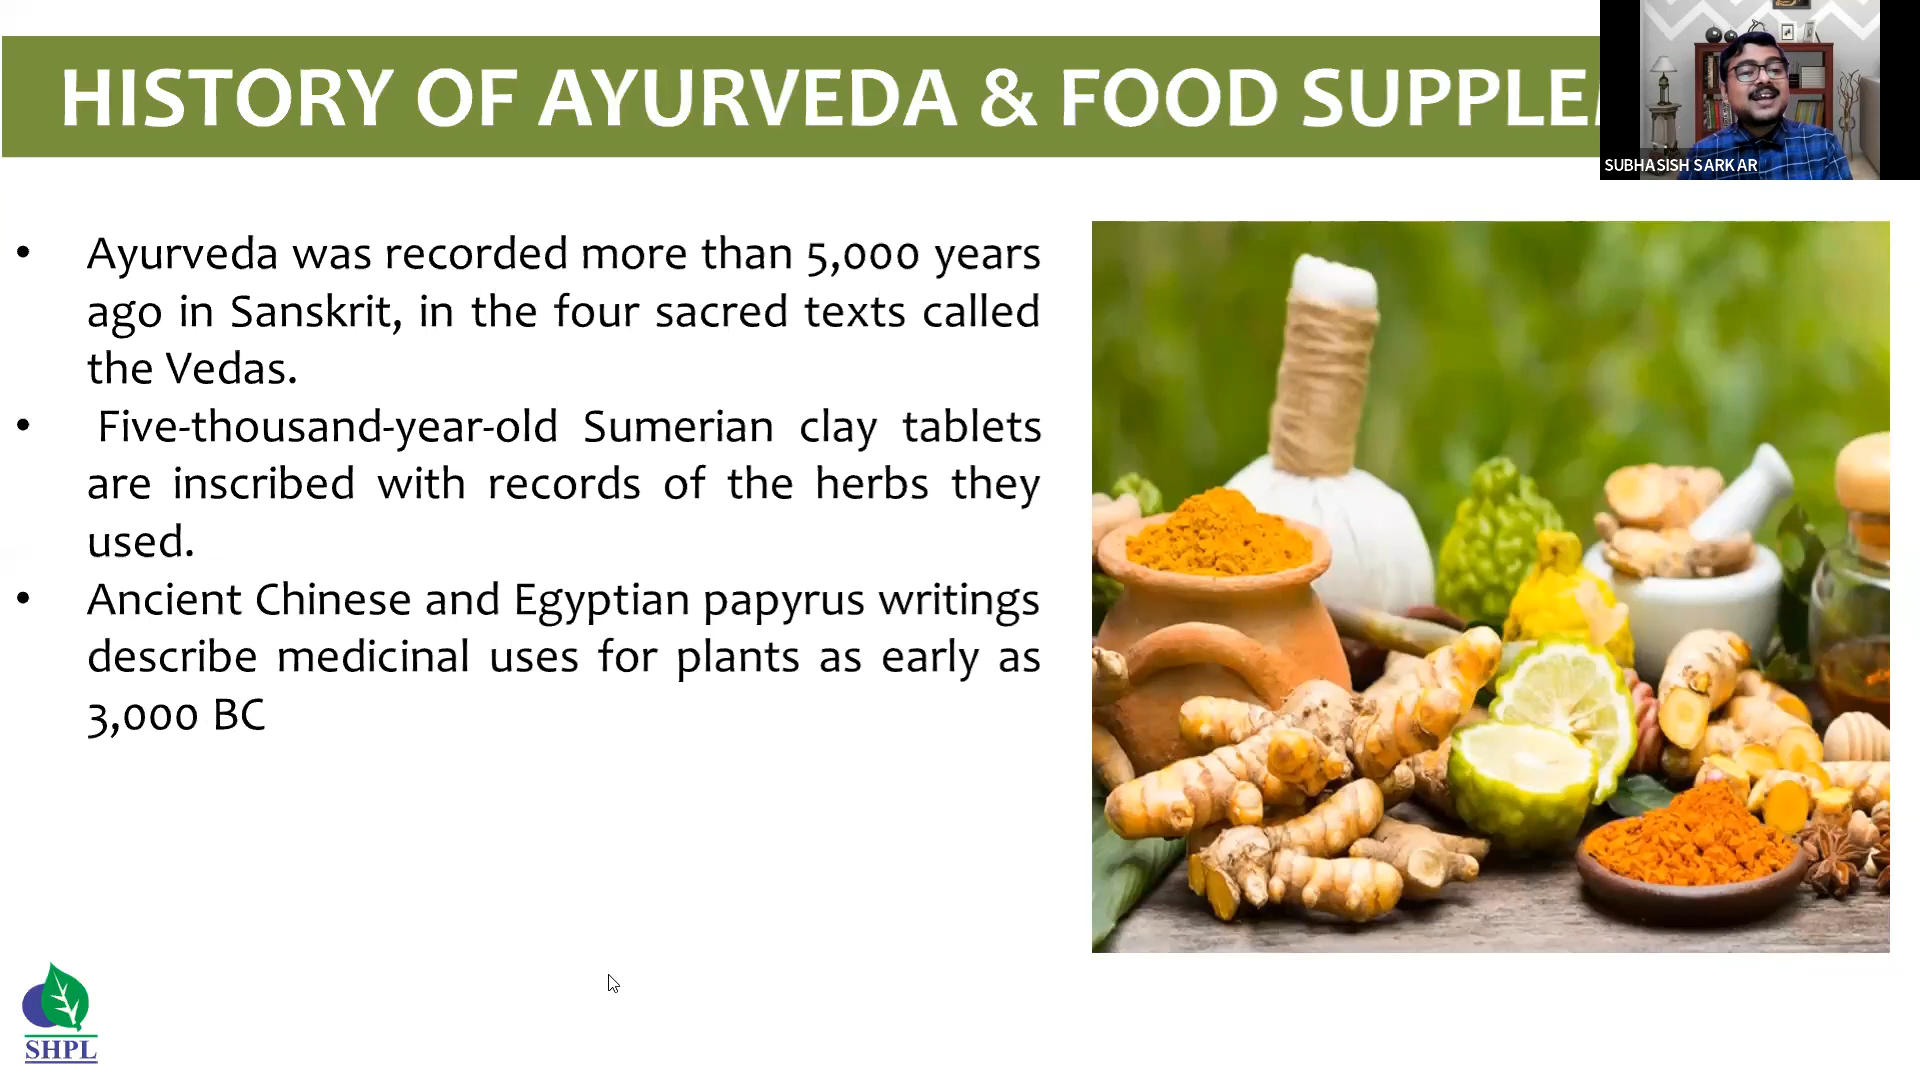 HISTORY OF AYURVEDA & FOOD
SUBHASISH SARKAR
• Ayurveda was recorded more than 5,000 years
ago in Sanskrit, in the four sacred texts called
the Vedas.
• Five-thousand-year-old Sumerian clay tablets
are inscribed with records of the herbs they
used.
• Ancient Chinese and Egyptian papyrus writings
describe medicinal uses for plants as early as
3,000 BC
SHPL